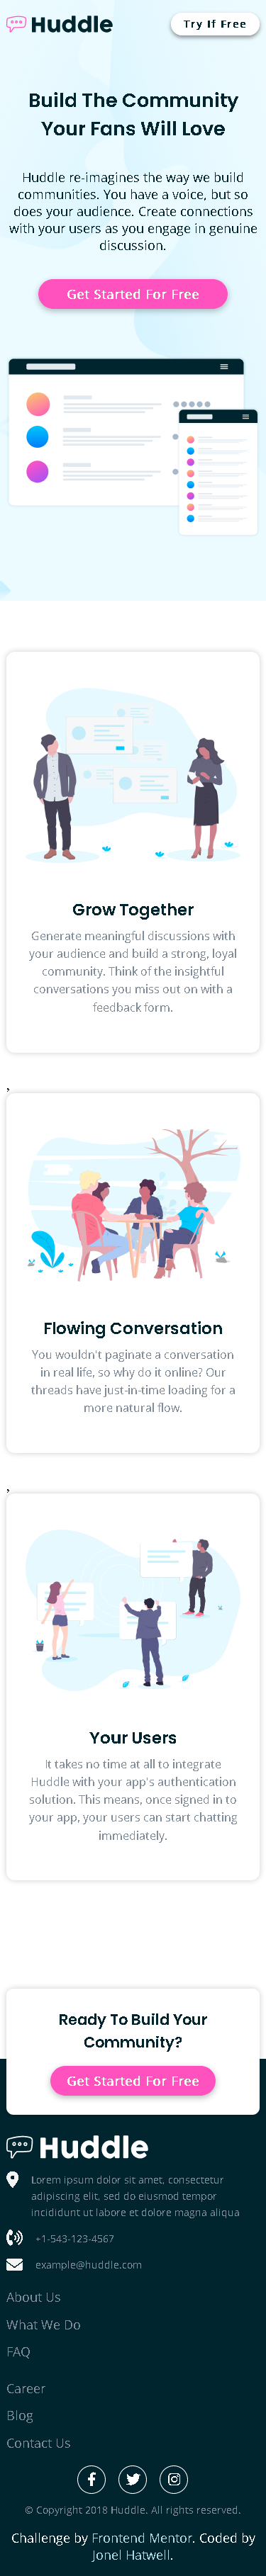 Huddle
Try If Free
Build The Community
Your Fans Will Love
Huddle re-imagines the way we build
communities. You have a voice, but so
does your audience. Create connections
with your users as you engage in genuine
discussion.
Get Started For Free
Grow Together
Generate meaningful discussions with
your audience and build a strong, loyal
community. Think of the insightful
conversations you miss out on with a
feedback form.
,
Flowing Conversation
You wouldn't paginate a conversation
in real life, so why do it online? Our
threads have just-in-time loading for a
more natural flow.
,
Your Users
It takes no time at all to integrate
Huddle with your app's authentication
solution. This means, once signed in to
your app, your users can start chatting
immediately.
Ready To Build Your
Community?
Get Started For Free
Huddle
Lorem ipsum dolor sit amet, consectetur
adipiscing elit, sed do eiusmod tempor
incididunt ut labore et dolore magna aliqua
+1-543-123-4567
example@huddle.com
About Us
What We Do
FAQ
Career
Blog
Contact Us
© Copyright 2018 Huddle. All rights reserved.
Challenge by Frontend Mentor. Coded by
Jonel Hatwell.